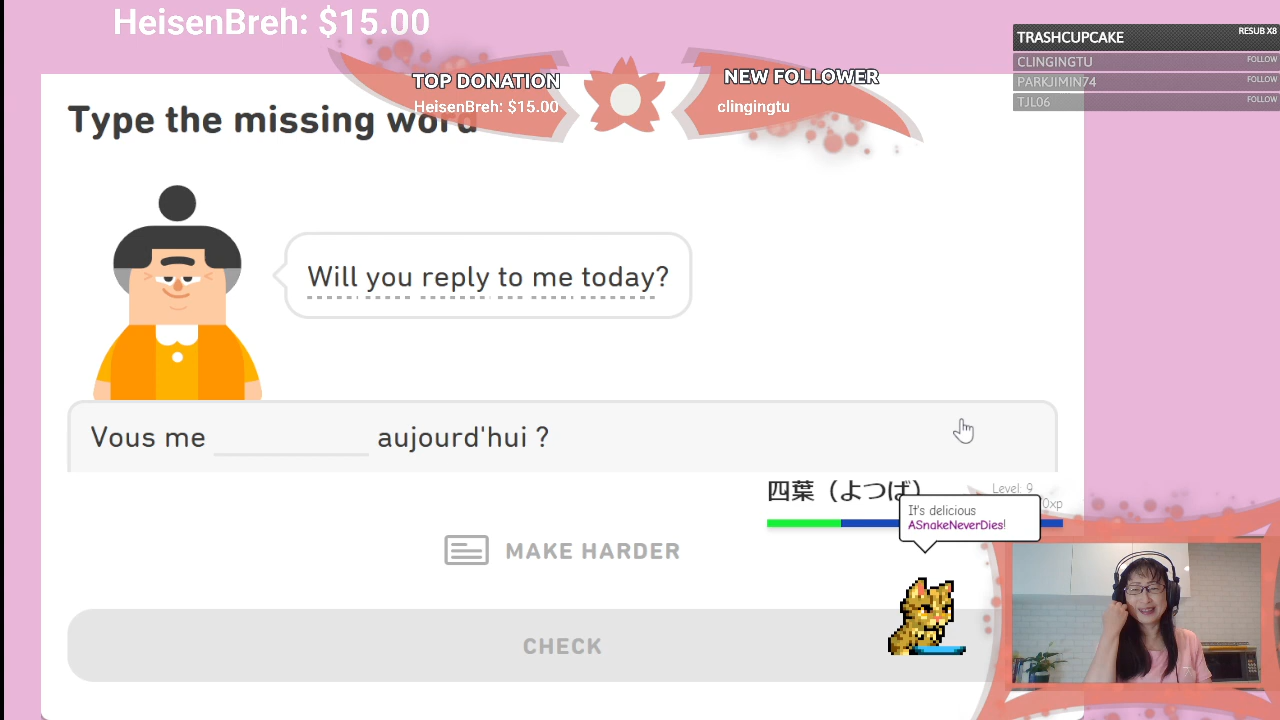 HeisenBreh: $15.00
TOP DONATION
HeisenBreh: $15.00
NEW FOLLOWER
clingingtu
TRASHCUPCAKE RESUB X8
CLINGINGTU FOLLOW
PARKJIMIN74 FOLLOW
TJL06 FOLLOW
Type the missing word
Will you reply to me today?
Vous me aujourd'hui ?
四葉（よつば）
Level: 9
0xp
It's delicious
ASnakeNeverDies!
MAKE HARDER
CHECK